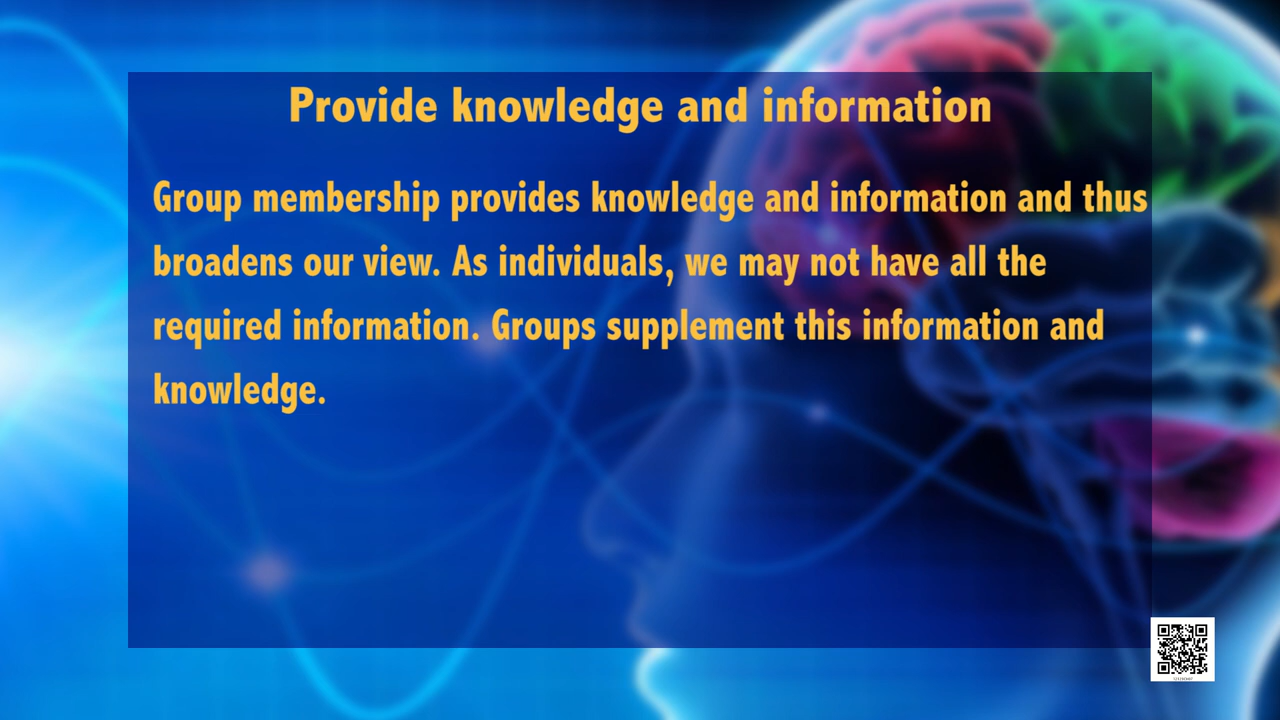 Provide knowledge and information
Group membership provides knowledge and information and thus
broadens our view. As individuals, we may not have all the
required information. Groups supplement this information and
knowledge.